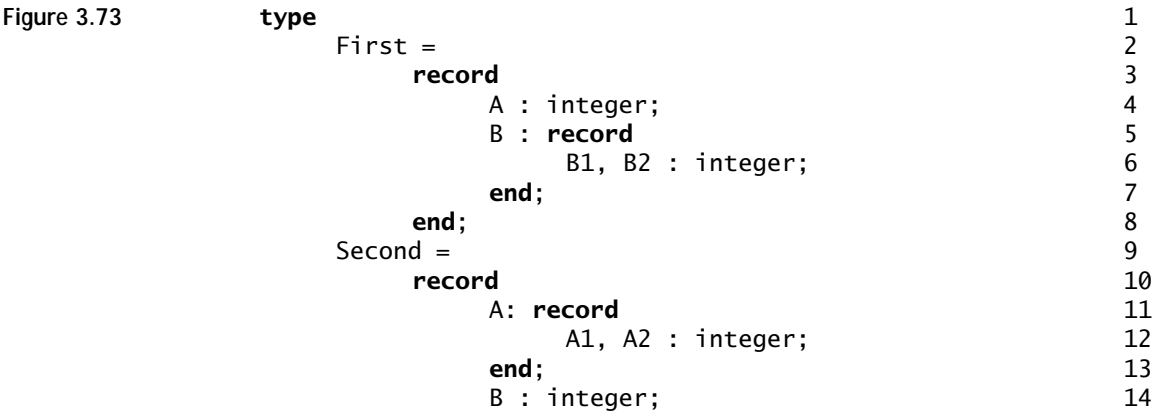 Figure 3.73 type 1
First = 2
record 3
A : integer; 4
B : record 5
B1, B2 : integer; 6
end; 7
end; 8
Second = 9
record 10
A: record 11
A1, A2 : integer; 12
end; 13
B : integer; 14